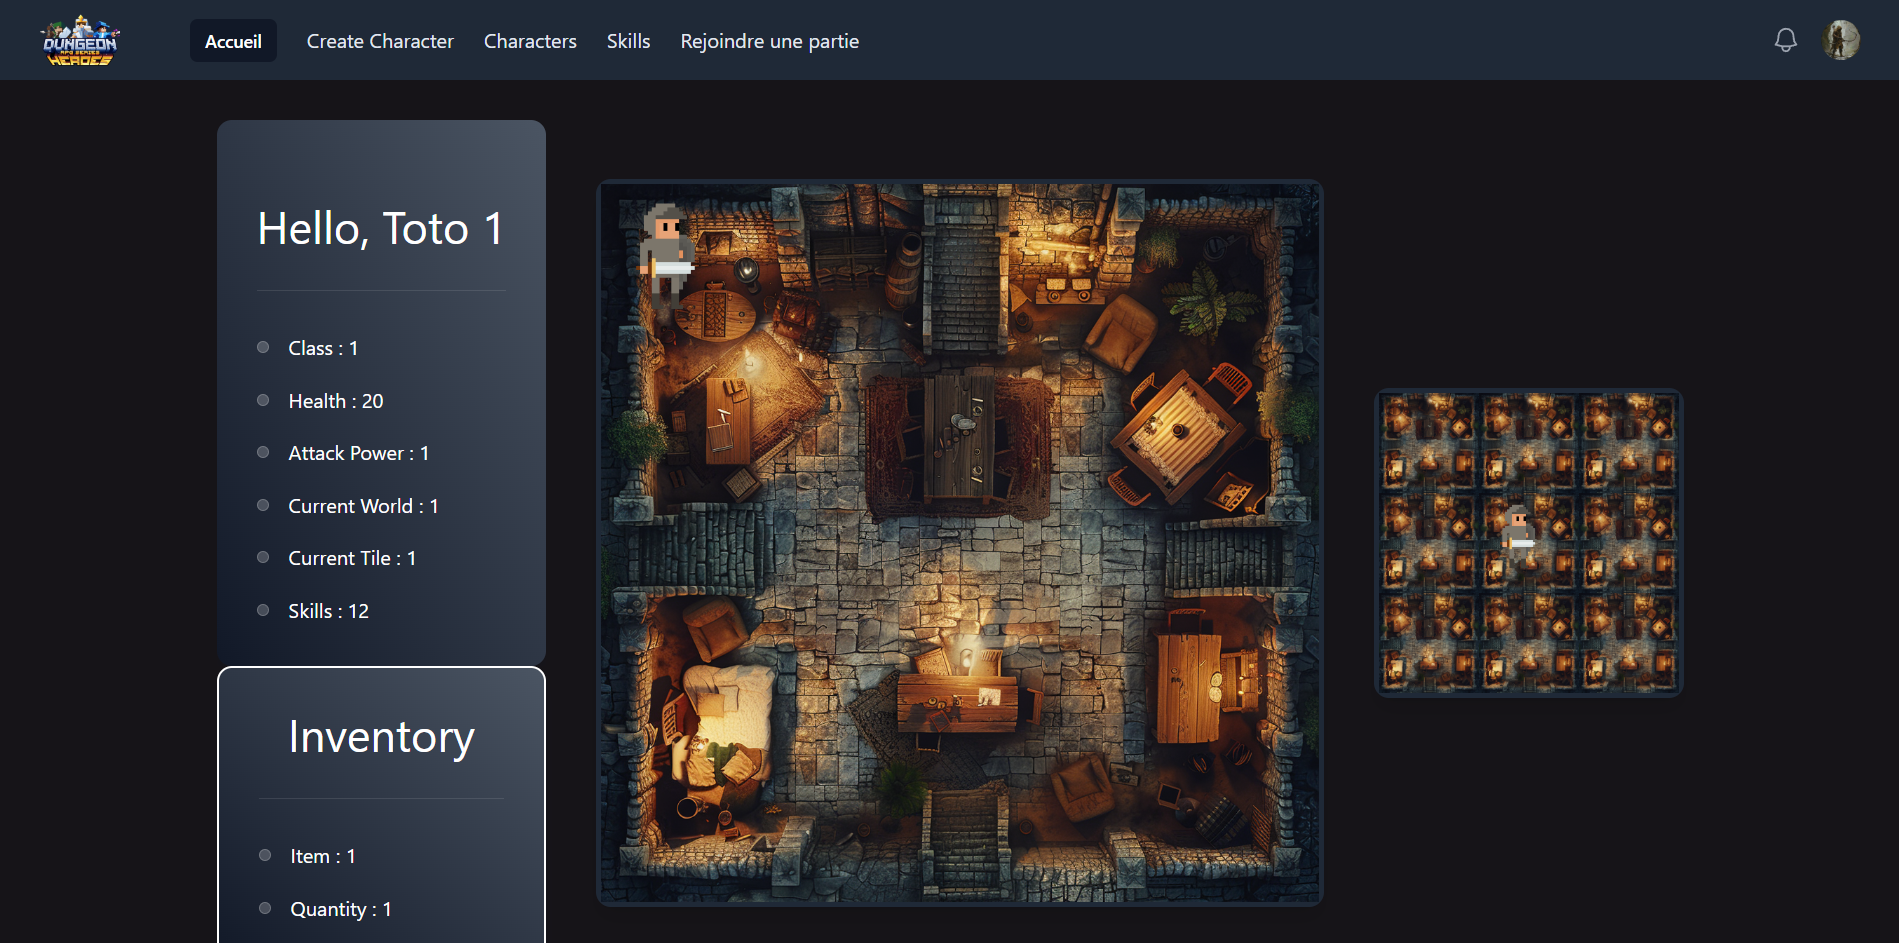 DUNGEON
RPG SERIES
HEROES
Accueil
Create Character
Characters
Skills
Rejoindre une partie
Hello, Toto 1
Class : 1
Health : 20
Attack Power : 1
Current World : 1
Current Tile : 1
Skills : 12
Inventory
Item : 1
Quantity : 1